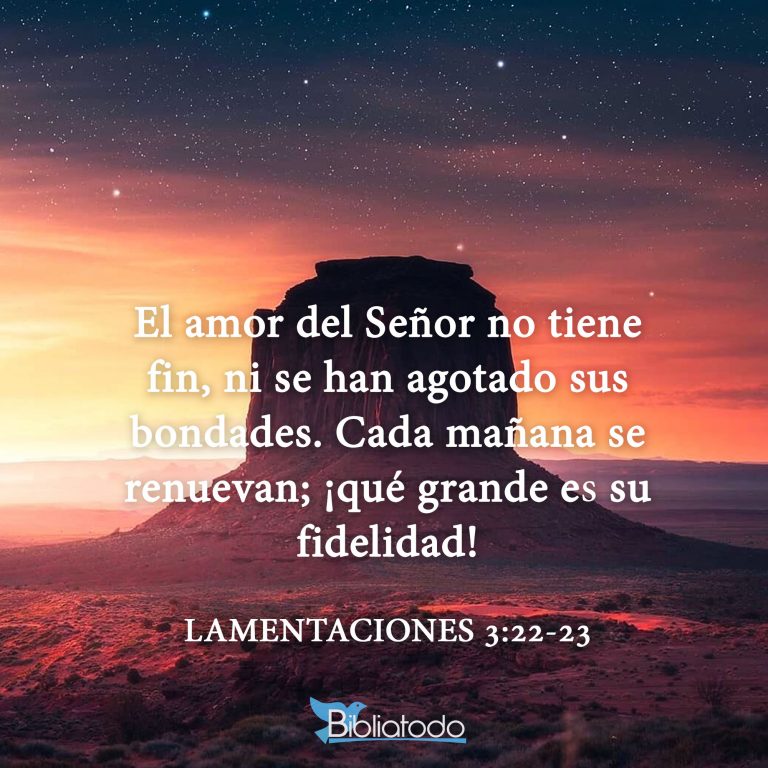 El amor del Señor no tiene
fin, ni se han agotado sus
bondades. Cada mañana se
renuevan; ¡qué grande es su
fidelidad!
LAMENTACIONES 3:22-23
Bibliatodo